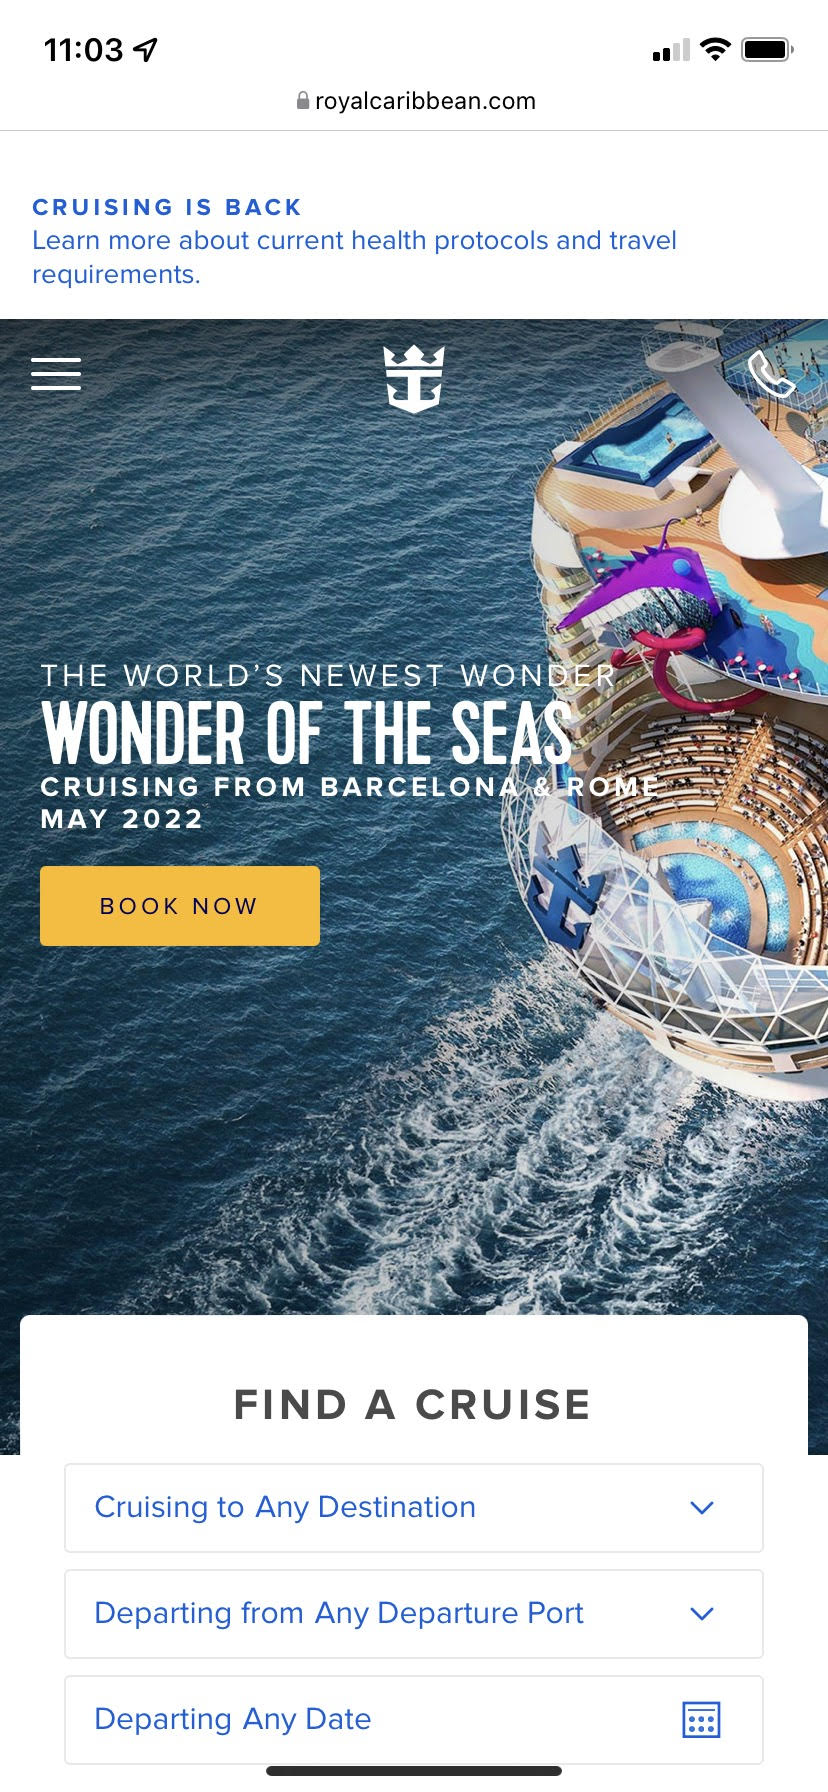 11:03
royalcaribbean.com
CRUISING IS BACK
Learn more about current health protocols and travel
requirements.
THE WORLD’S NEWEST WONDER
WONDER OF THE SEAS
CRUISING FROM BARCELONA & ROME
MAY 2022
BOOK NOW
FIND A CRUISE
Cruising to Any Destination
Departing from Any Departure Port
Departing Any Date